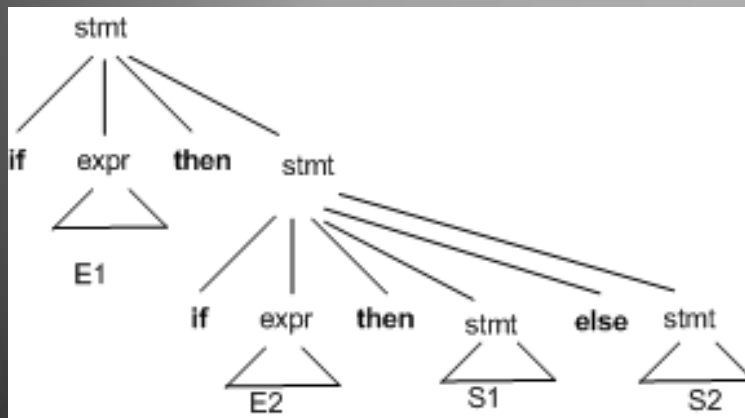 stmt
if expr then stmt
E1
if expr then stmt else stmt
E2 S1 S2